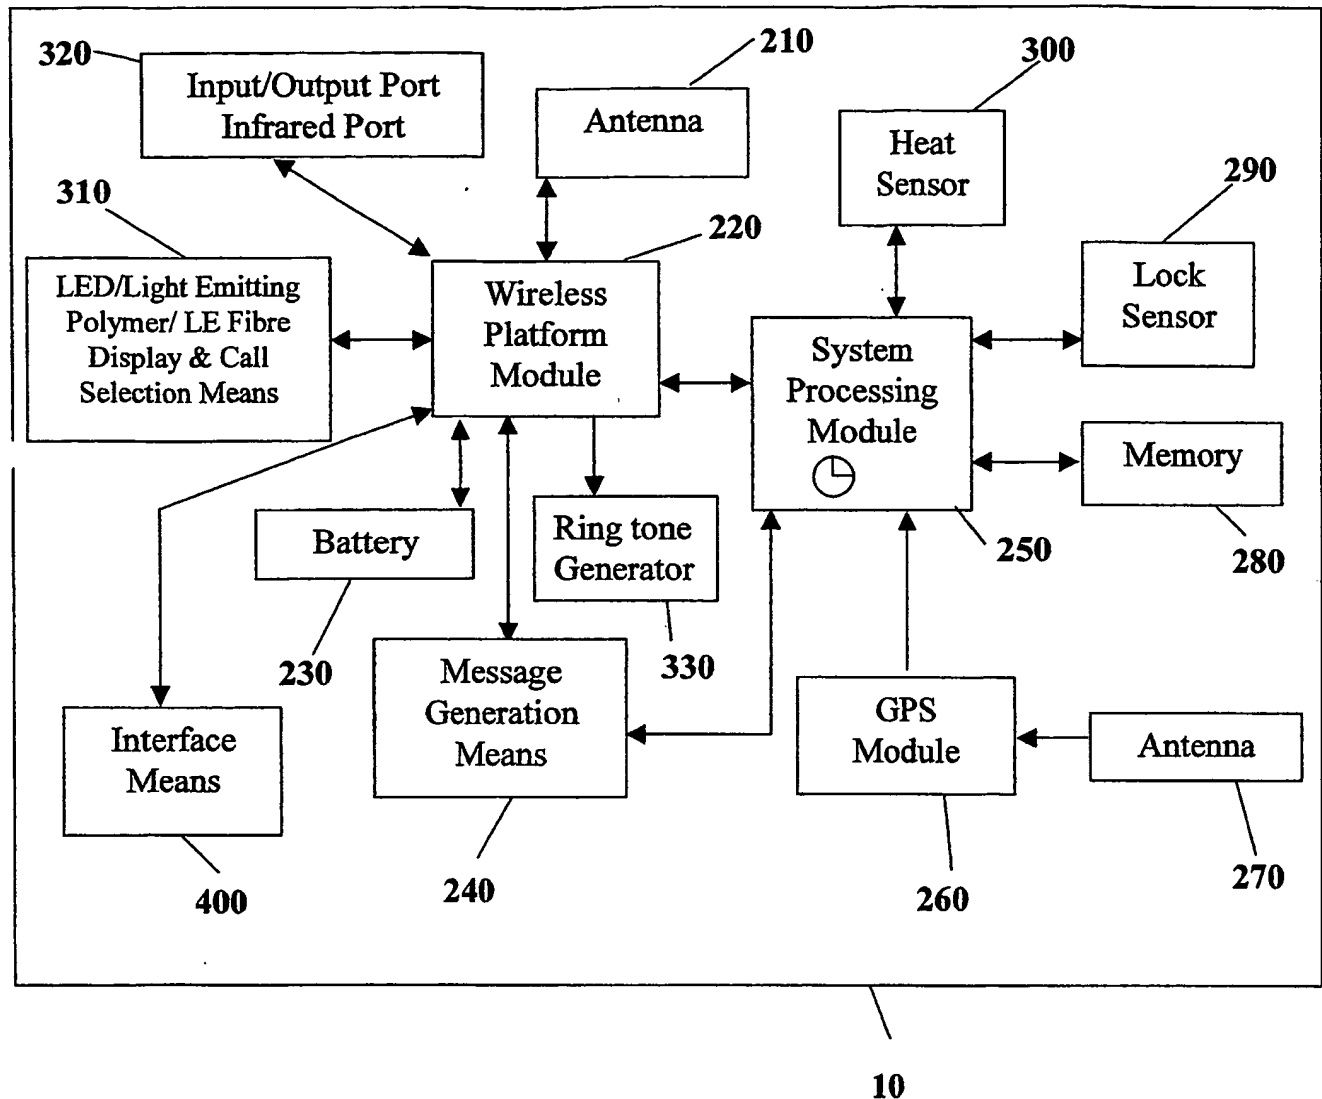 320
Input/Output Port
Infrared Port
210
Antenna
300
Heat
Sensor
290
Lock
Sensor
310
LED/Light Emitting
Polymer/ LE Fibre
Display & Call
Selection Means
220
Wireless
Platform
Module
System
Processing
Module
250
Memory
280
Battery
230
Ring tone
Generator
330
Message
Generation
Means
240
Interface
Means
400
GPS
Module
260
Antenna
270
10